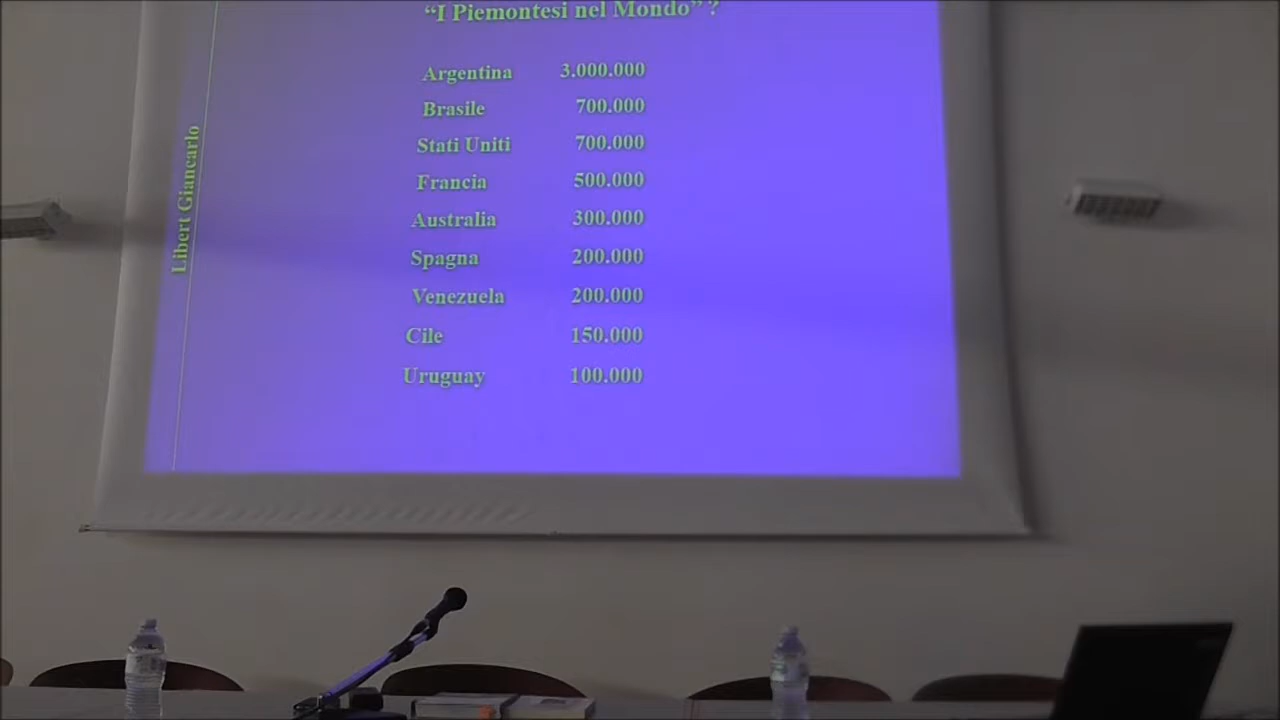 “I Piemontesi nel Mondo” ?
Argentina 3.000.000
Brasile 700.000
Stati Uniti 700.000
Francia 500.000
Australia 300.000
Spagna 200.000
Venezuela 200.000
Cile 150.000
Uruguay 100.000
Libert Giancarlo